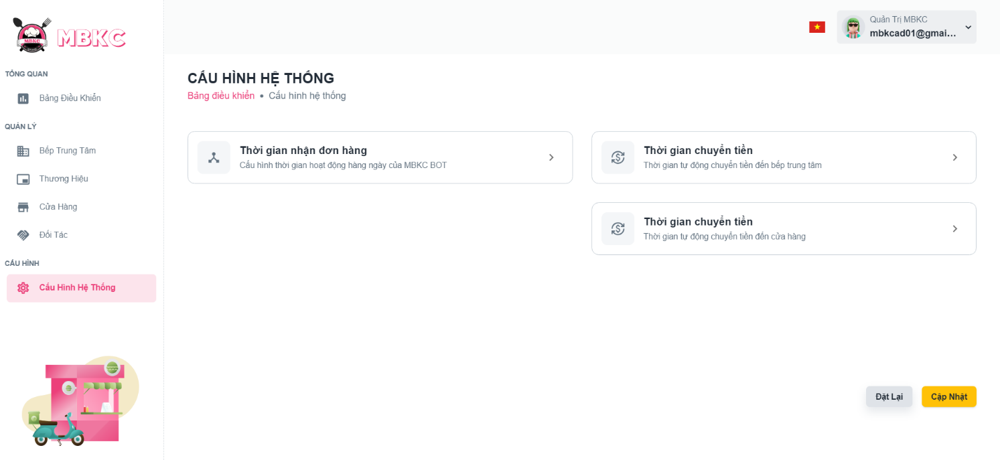 MBKC
MBKC
TỔNG QUAN
Bảng Điều Khiển
QUẢN LÝ
Bếp Trung Tâm
Thương Hiệu
Cửa Hàng
Đối Tác
CẤU HÌNH
Cấu Hình Hệ Thống
Quản Trị MBKC
mbkcad01@gmai...
CẤU HÌNH HỆ THỐNG
Bảng điều khiển • Cấu hình hệ thống
Thời gian nhận đơn hàng
Cấu hình thời gian hoạt động hàng ngày của MBKC BOT
Thời gian chuyển tiền
Thời gian tự động chuyển tiền đến bếp trung tâm
Thời gian chuyển tiền
Thời gian tự động chuyển tiền đến cửa hàng
Đặt Lại
Cập Nhật